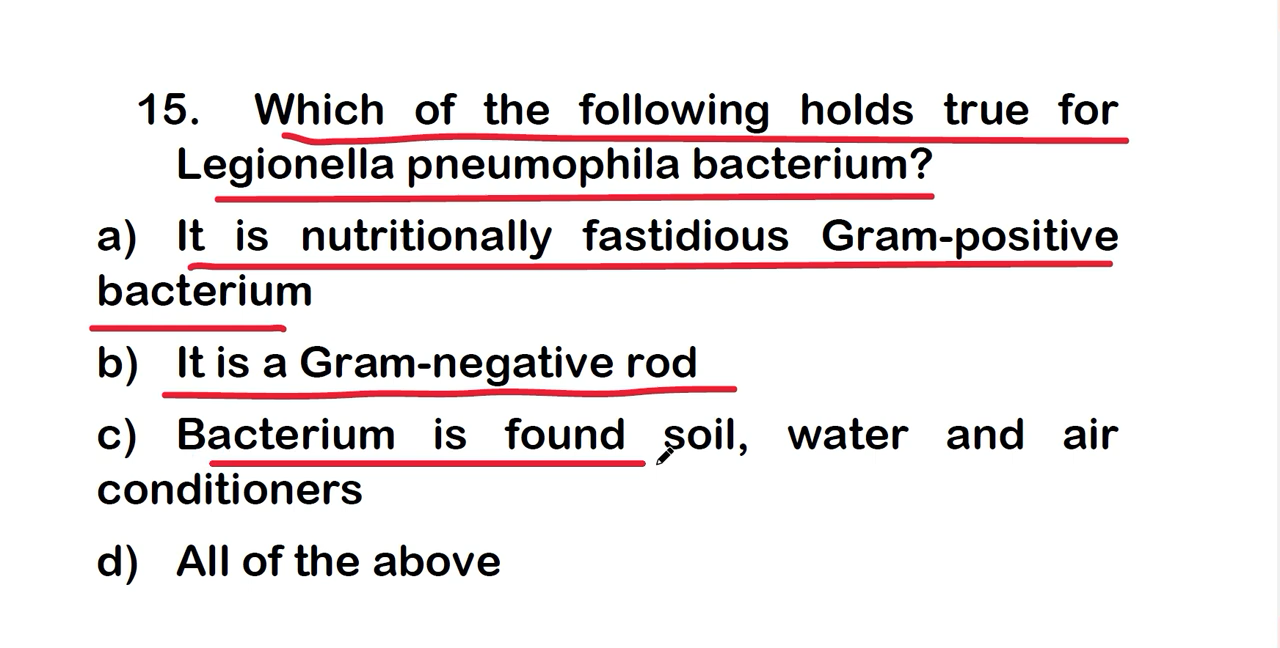 15. Which of the following holds true for
Legionella pneumophila bacterium?
a) It is nutritionally fastidious Gram-positive
bacterium
b) It is a Gram-negative rod
c) Bacterium is found soil, water and air
conditioners
d) All of the above